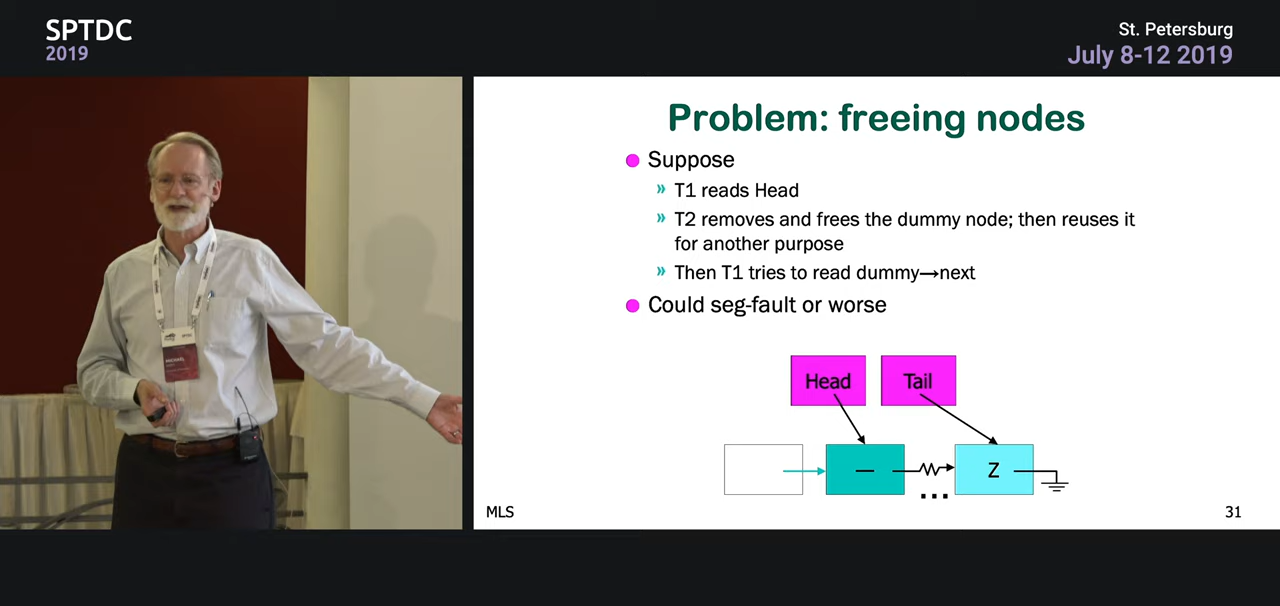 SPTDC
2019
St. Petersburg
July 8-12 2019
Problem: freeing nodes
Suppose
» T1 reads Head
» T2 removes and frees the dummy node; then reuses it
for another purpose
» Then T1 tries to read dummy→next
Could seg-fault or worse
Head
Tail
—
...
Z
MLS
31
MICHAEL